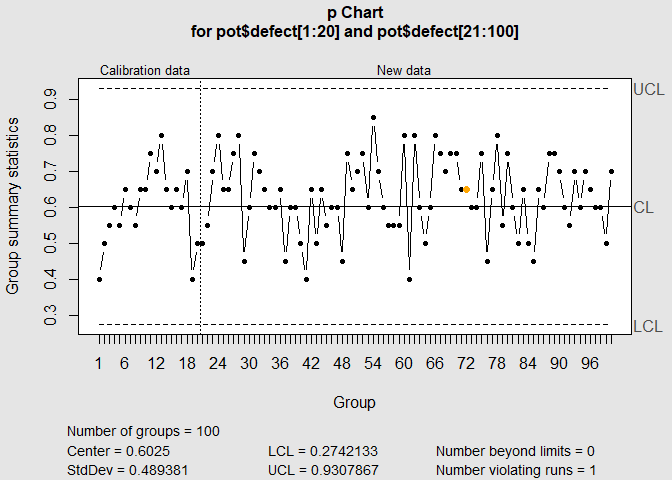 p Chart
for pot$defect[1:20] and pot$defect[21:100]
Calibration data New data
UCL
CL
LCL
Group summary statistics
0.9
0.8
0.7
0.6
0.5
0.4
0.3
1 6 12 18 24 30 36 42 48 54 60 66 72 78 84 90 96
Group
Number of groups = 100
Center = 0.6025 LCL = 0.2742133 Number beyond limits = 0
StdDev = 0.489381 UCL = 0.9307867 Number violating runs = 1